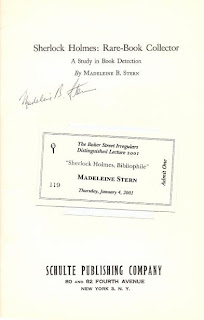 Sherlock Holmes: Rare-Book Collector
A Study in Book Detection
By MADELEINE B. STERN
Madeleine B. Stern
The Baker Street Irregulars
Distinguished Lecture 2001
"Sherlock Holmes, Bibliophile"
MADELEINE STERN
119
Thursday, January 4, 2001
Admit One
SCHULTE PUBLISHING COMPANY
80 AND 82 FOURTH AVENUE
NEW YORK 3, N. Y.